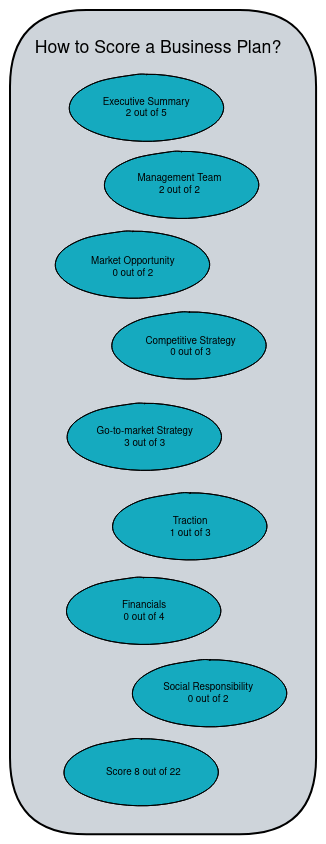 How to Score a Business Plan?
Executive Summary
2 out of 5
Management Team
2 out of 2
Market Opportunity
0 out of 2
Competitive Strategy
0 out of 3
Go-to-market Strategy
3 out of 3
Traction
1 out of 3
Financials
0 out of 4
Social Responsibility
0 out of 2
Score 8 out of 22